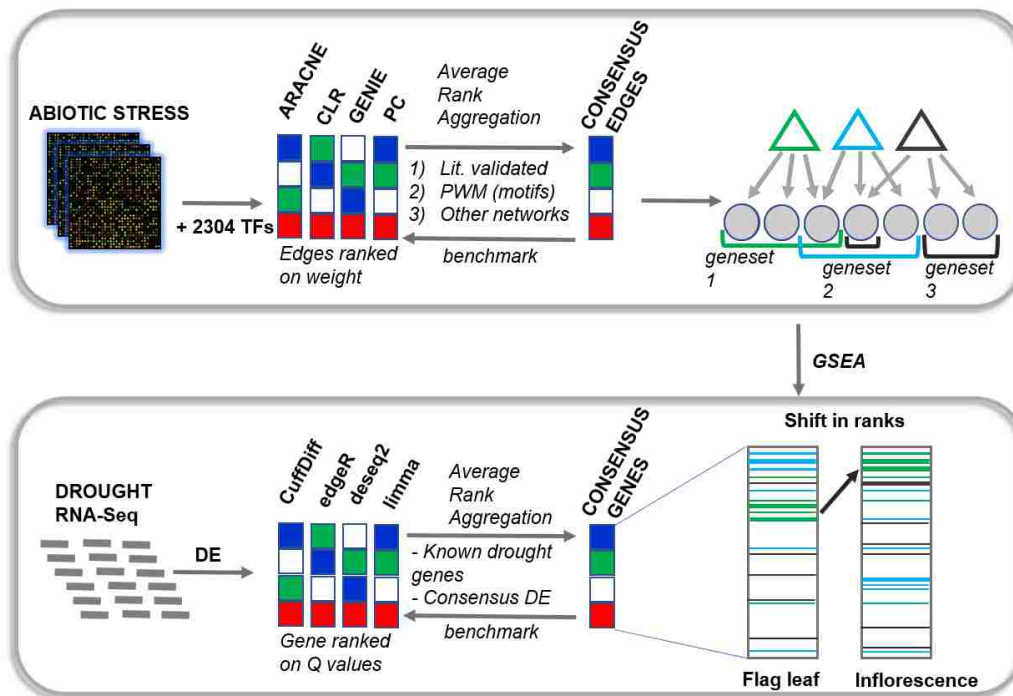 ABIOTIC STRESS
+ 2304 TFs
ARACNE
CLR
GENIE
PC
Edges ranked
on weight
Average
Rank
Aggregation
1) Lit. validated
2) PWM (motifs)
3) Other networks
benchmark
CONSENSUS
EDGES
geneset
1
geneset
2
geneset
3
GSEA
DROUGHT
RNA-Seq
DE
CuffDiff
edgeR
deseq2
limma
Gene ranked
on Q values
Average
Rank
Aggregation
- Known drought
genes
- Consensus DE
benchmark
CONSENSUS
GENES
Shift in ranks
Flag leaf
Inflorescence